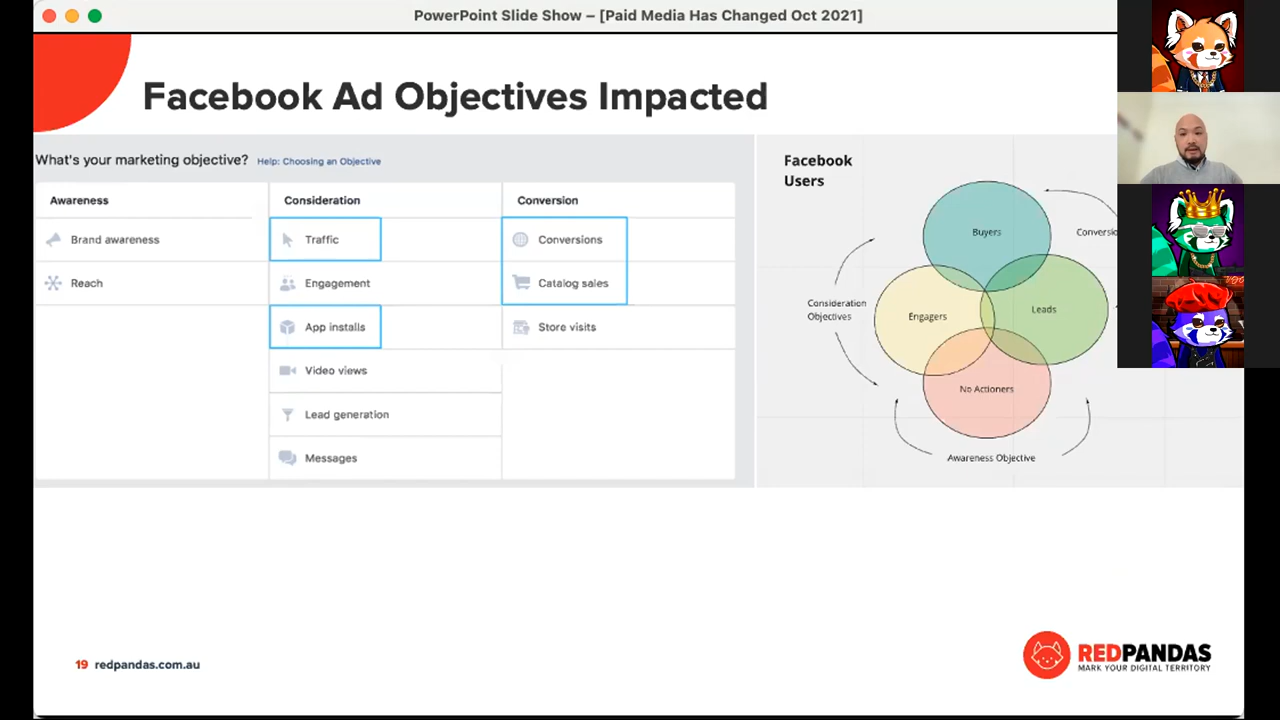 PowerPoint Slide Show – [Paid Media Has Changed Oct 2021]
Facebook Ad Objectives Impacted
What's your marketing objective? Help: Choosing an Objective
Awareness
Brand awareness
Reach
Consideration
Traffic
Engagement
App installs
Video views
Lead generation
Messages
Conversion
Conversions
Catalog sales
Store visits
Facebook
Users
Buyers
Conversio
Consideration
Objectives
Engagers
Leads
No Actioners
Awareness Objective
19 redpandas.com.au
REDPANDAS
MARK YOUR DIGITAL TERRITORY